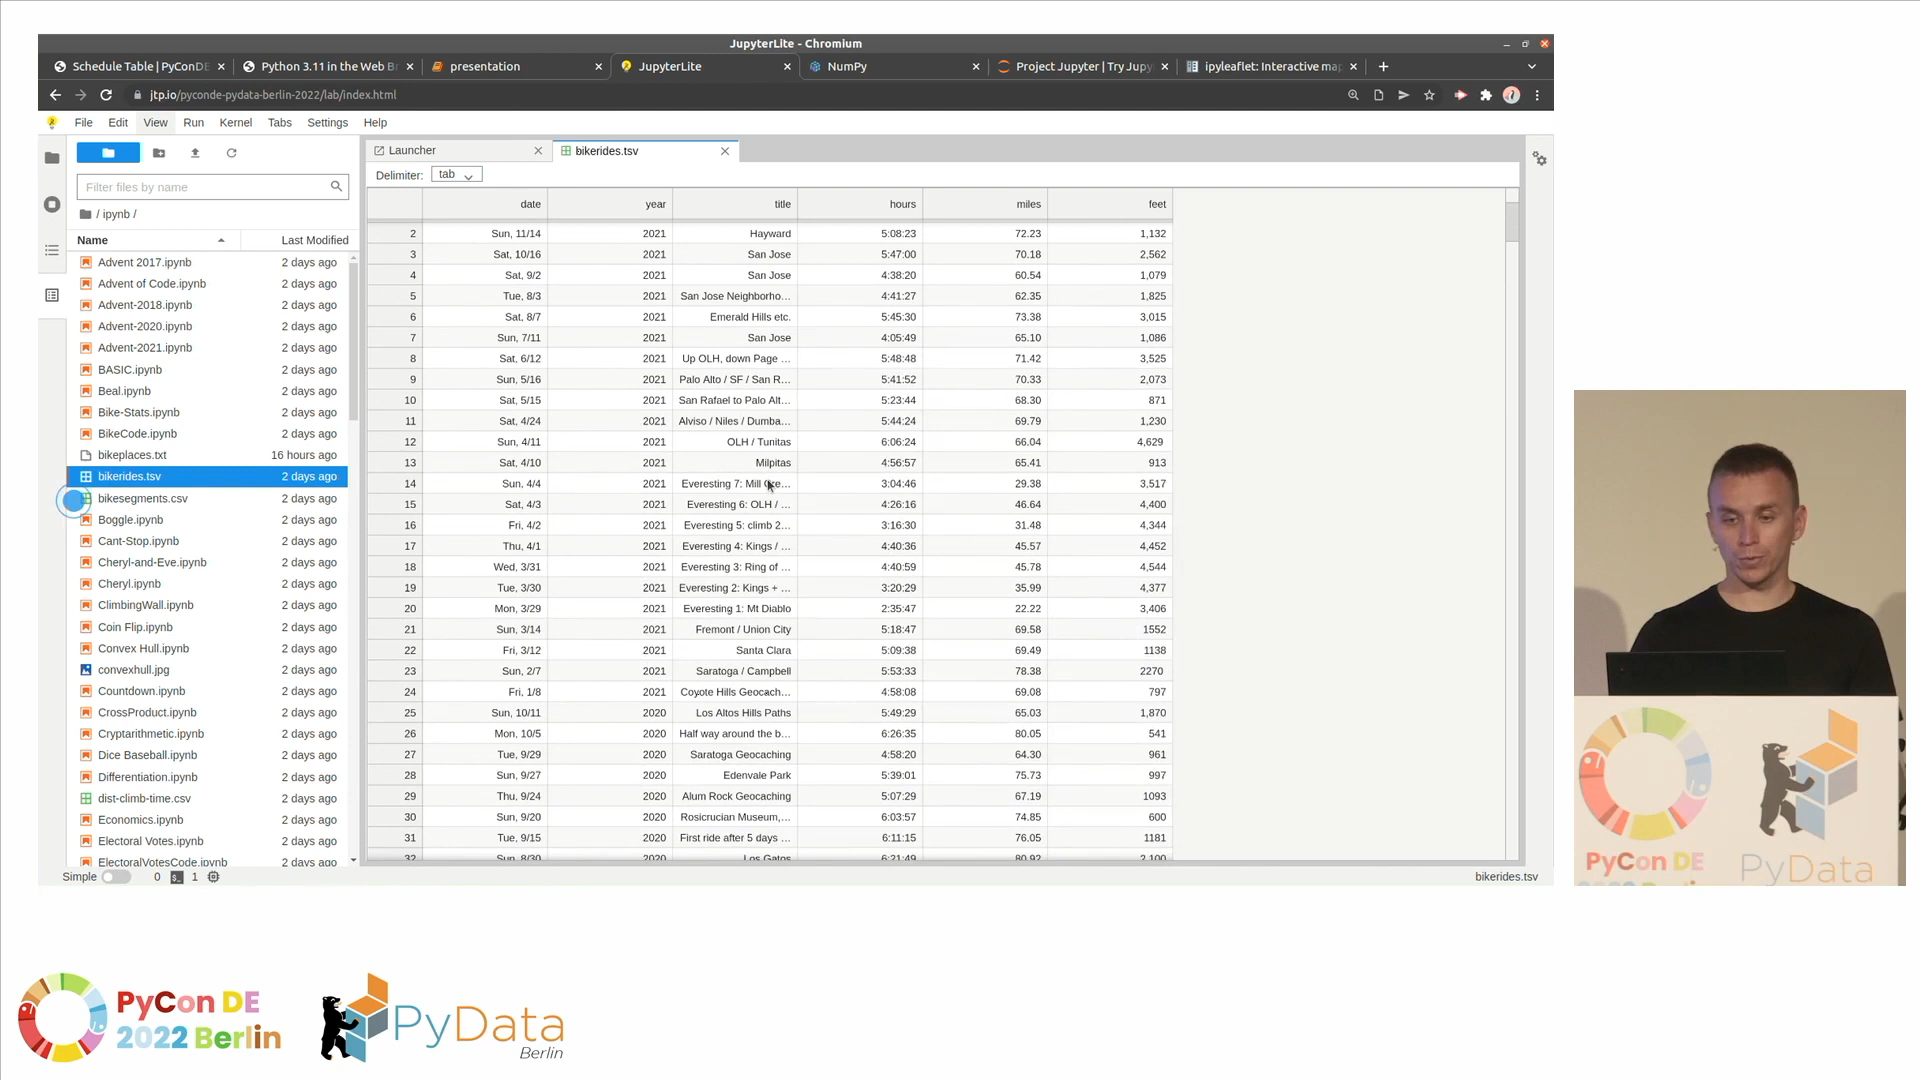 JupyterLite - Chromium
Schedule Table | PyConDE
Python 3.11 in the Web B
presentation
JupyterLite
NumPy
Project Jupyter | Try Jupy
ipyleaflet: Interactive ma
jtp.io/pyconde-pydata-berlin-2022/lab/index.html
File Edit View Run Kernel Tabs Settings Help
Launcher
bikerides.tsv
Filter files by name
Delimiter: tab
/ ipynb /
Name Last Modified
Advent 2017.ipynb 2 days ago
Advent of Code.ipynb 2 days ago
Advent-2018.ipynb 2 days ago
Advent-2020.ipynb 2 days ago
Advent-2021.ipynb 2 days ago
BASIC.ipynb 2 days ago
Beal.ipynb 2 days ago
Bike-Stats.ipynb 2 days ago
BikeCode.ipynb 2 days ago
bikeplaces.txt 16 hours ago
bikerides.tsv 2 days ago
bikesegments.csv 2 days ago
Boggle.ipynb 2 days ago
Cant-Stop.ipynb 2 days ago
Cheryl-and-Eve.ipynb 2 days ago
Cheryl.ipynb 2 days ago
ClimbingWall.ipynb 2 days ago
Coin Flip.ipynb 2 days ago
Convex Hull.ipynb 2 days ago
convexhull.jpg 2 days ago
Countdown.ipynb 2 days ago
CrossProduct.ipynb 2 days ago
Cryptarithmetic.ipynb 2 days ago
Dice Baseball.ipynb 2 days ago
Differentiation.ipynb 2 days ago
dist-climb-time.csv 2 days ago
Economics.ipynb 2 days ago
Electoral Votes.ipynb 2 days ago
ElectoralVotesCode.ipynb 2 days ago
date year title hours miles feet
2 Sun, 11/14 2021 Hayward 5:08:23 72.23 1,132
3 Sat, 10/16 2021 San Jose 5:47:00 70.18 2,562
4 Sat, 9/2 2021 San Jose 4:38:20 60.54 1,079
5 Tue, 8/3 2021 San Jose Neighborho... 4:41:27 62.35 1,825
6 Sat, 8/7 2021 Emerald Hills etc. 5:45:30 73.38 3,015
7 Sun, 7/11 2021 San Jose 4:05:49 65.10 1,086
8 Sat, 6/12 2021 Up OLH, down Page ... 5:48:48 71.42 3,525
9 Sun, 5/16 2021 Palo Alto / SF / San R... 5:41:52 70.33 2,073
10 Sat, 5/15 2021 San Rafael to Palo Alt... 5:23:44 68.30 871
11 Sat, 4/24 2021 Alviso / Niles / Dumba... 5:44:24 69.79 1,230
12 Sun, 4/11 2021 OLH / Tunitas 6:06:24 66.04 4,629
13 Sat, 4/10 2021 Milpitas 4:56:57 65.41 913
14 Sun, 4/4 2021 Everesting 7: Mill 3:04:46 29.38 3,517
15 Sat, 4/3 2021 Everesting 6: OLH / ... 4:26:16 46.64 4,400
16 Fri, 4/2 2021 Everesting 5: climb 2... 3:16:30 31.48 4,344
17 Thu, 4/1 2021 Everesting 4: Kings / ... 4:40:36 45.57 4,452
18 Wed, 3/31 2021 Everesting 3: Ring of ... 4:40:59 45.78 4,544
19 Tue, 3/30 2021 Everesting 2: Kings + ... 3:20:29 35.99 4,377
20 Mon, 3/29 2021 Everesting 1: Mt Diablo 2:35:47 22.22 3,406
21 Sun, 3/14 2021 Fremont / Union City 5:18:47 69.58 1552
22 Fri, 3/12 2021 Santa Clara 5:09:38 69.49 1138
23 Sun, 2/7 2021 Saratoga / Campbell 5:53:33 78.38 2270
24 Fri, 1/8 2021 Coyote Hills Geocach... 4:58:08 69.08 797
25 Sun, 10/11 2020 Los Altos Hills Paths 5:49:29 65.03 1,870
26 Mon, 10/5 2020 Half way around the b... 6:26:35 80.05 541
27 Tue, 9/29 2020 Saratoga Geocaching 4:58:20 64.30 961
28 Sun, 9/27 2020 Edenvale Park 5:39:01 75.73 997
29 Thu, 9/24 2020 Alum Rock Geocaching 5:07:29 67.19 1093
30 Sun, 9/20 2020 Rosicrucian Museum,... 6:03:57 74.85 600
31 Tue, 9/15 2020 First ride after 5 days ... 6:11:15 76.05 1181
32 Sun, 8/30 2020 Los Gatos 6:21:49 80.92 2,100
Simple 0 1 bikerides.tsv
PyCon DE
PyData
PyCon DE
2022 Berlin
PyData
Berlin